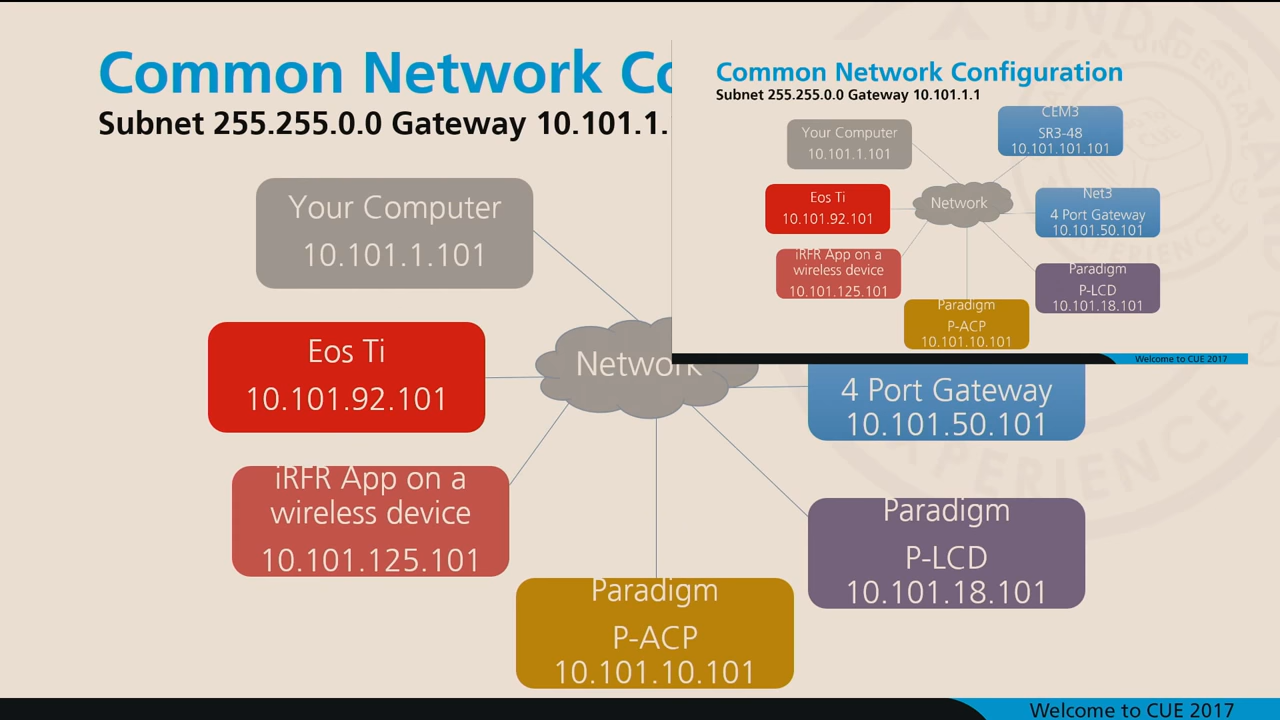 Common Network Co
Subnet 255.255.0.0 Gateway 10.101.1.
Your Computer
10.101.1.101
Eos Ti
10.101.92.101
iRFR App on a
wireless device
10.101.125.101
Network
4 Port Gateway
10.101.50.101
Paradigm
P-LCD
10.101.18.101
Paradigm
P-ACP
10.101.10.101
Welcome to CUE 2017
Common Network Configuration
Subnet 255.255.0.0 Gateway 10.101.1.1
Your Computer
10.101.1.101
CEM3
SR3-48
10.101.101.101
Eos Ti
10.101.92.101
Network
Net3
4 Port Gateway
10.101.50.101
iRFR App on a
wireless device
10.101.125.101
Paradigm
P-LCD
10.101.18.101
Paradigm
P-ACP
10.101.10.101
Welcome to CUE 2017
EXPERIENCE